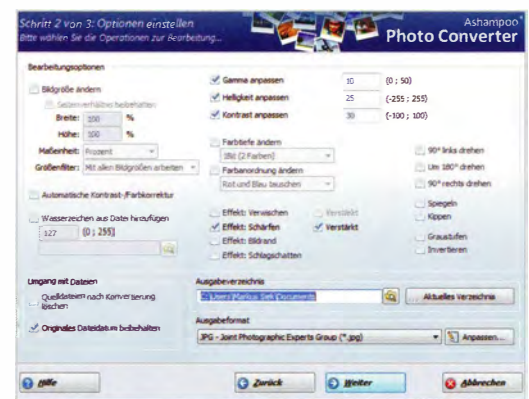 Schritt 2 von 3: Optionen einstellen
Bitte wählen Sie die Operationen zur Bearbeitung...
Ashampoo
Photo Converter
Bearbeitungsoptionen
Bildgröße ändern
Seitenverhältnis beibehalten
Breite: 100 %
Höhe: 100 %
Maßeinheit: Prozent
Größenfilter: Mit allen Bildgrößen arbeiten
Automatische Kontrast-/Farbkorrektur
Wasserzeichen aus Datei hinzufügen
127 (0 ; 255)
Gamma anpassen 10 (0 ; 50)
Helligkeit anpassen 25 (-255 ; 255)
Kontrast anpassen 30 (-100 ; 100)
Farbtiefe ändern
1Bit (2 Farben)
Farbanordnung ändern
Rot und Blau tauschen
Effekt: Verwischen Verstärkt
Effekt: Schärfen Verstärkt
Effekt: Bildrand
Effekt: Schlagschatten
90° links drehen
Um 180° drehen
90° rechts drehen
Spiegeln
Kippen
Graustufen
Invertieren
Umgang mit Dateien
Quelldateien nach Konvertierung
löschen
Originales Dateidatum beibehalten
Ausgabeverzeichnis
C:\Users\Markus Siek\Documents
Aktuelles Verzeichnis
Ausgabeformat
JPG - Joint Photographic Experts Group (*.jpg)
Anpassen...
Hilfe
Zurück
Weiter
Abbrechen